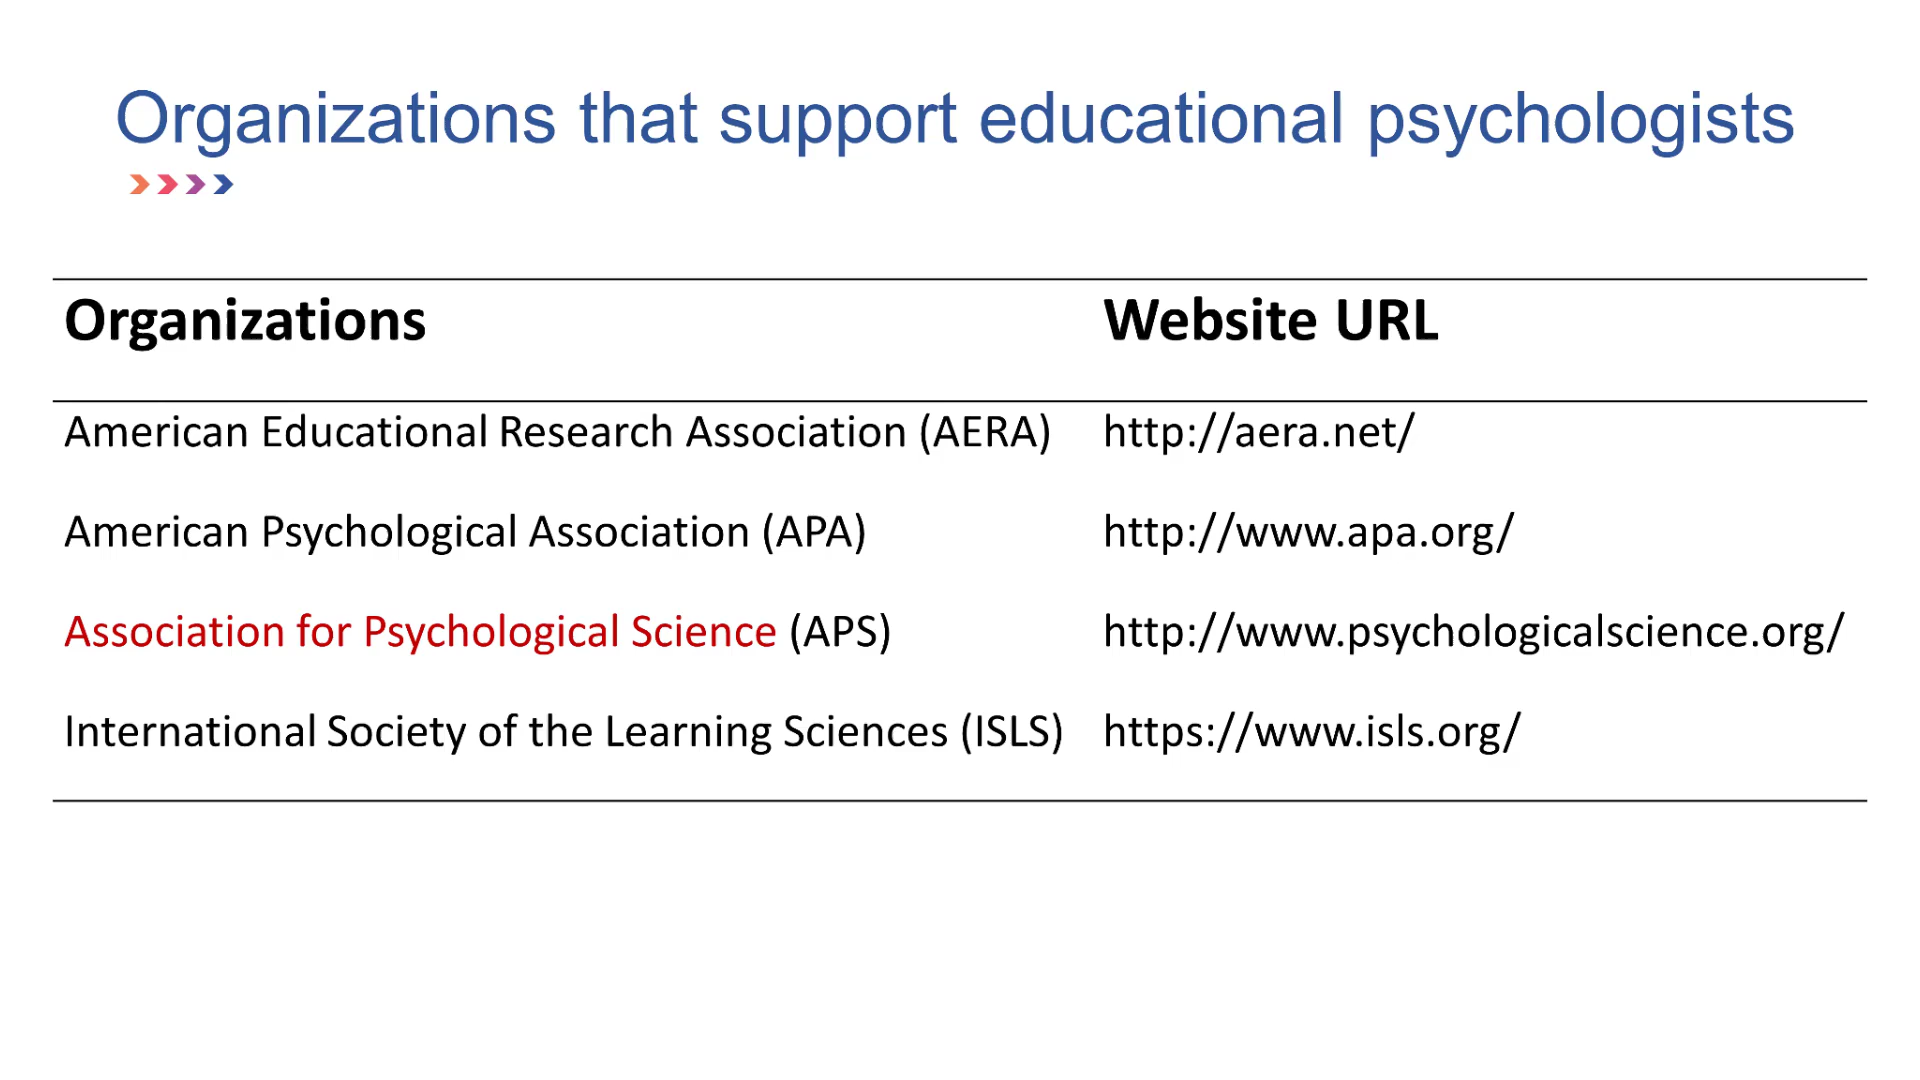 Organizations that support educational psychologists
Organizations Website URL
American Educational Research Association (AERA) http://aera.net/
American Psychological Association (APA) http://www.apa.org/
Association for Psychological Science (APS) http://www.psychologicalscience.org/
International Society of the Learning Sciences (ISLS) https://www.isls.org/